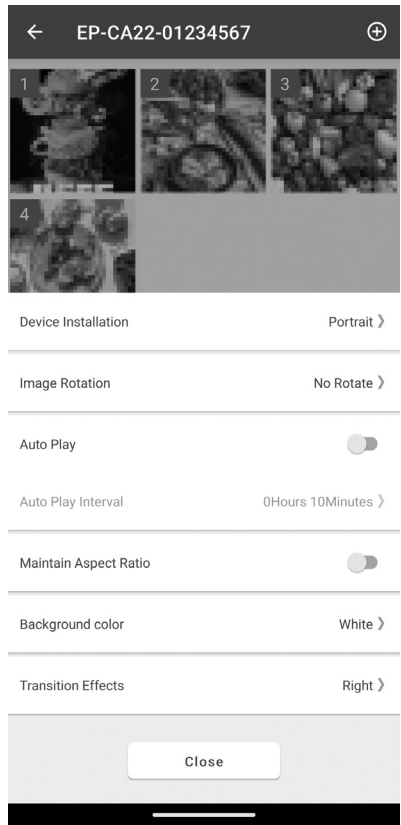 EP-CA22-01234567
1 2 3
4
Device Installation Portrait
Image Rotation No Rotate
Auto Play
Auto Play Interval 0Hours 10Minutes
Maintain Aspect Ratio
Background color White
Transition Effects Right
Close